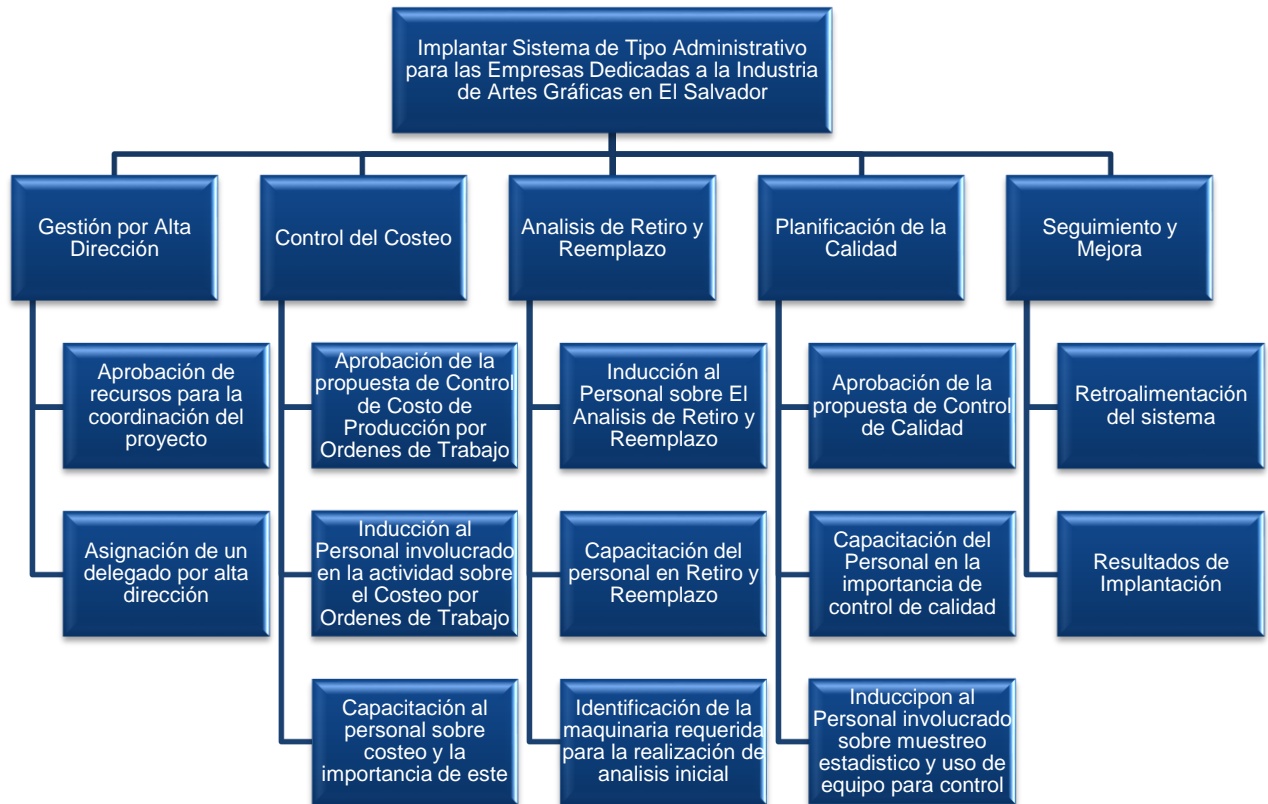 Implantar Sistema de Tipo Administrativo
para las Empresas Dedicadas a la Industria
de Artes Gráficas en El Salvador
Gestión por Alta
Dirección
Control del Costeo
Analisis de Retiro y
Reemplazo
Planificación de la
Calidad
Seguimiento y
Mejora
Aprobación de
recursos para la
coordinación del
proyecto
Asignación de un
delegado por alta
dirección
Aprobación de la
propuesta de Control
de Costo de
Producción por
Ordenes de Trabajo
Inducción al
Personal involucrado
en la actividad sobre
el Costeo por
Ordenes de Trabajo
Capacitación al
personal sobre
costeo y la
importancia de este
Inducción al
Personal sobre El
Analisis de Retiro y
Reemplazo
Capacitación del
personal en Retiro y
Reemplazo
Identificación de la
maquinaria requerida
para la realización de
analisis inicial
Aprobación de la
propuesta de Control
de Calidad
Capacitación del
Personal en la
importancia de
control de calidad
Induccipon al
Personal involucrado
sobre muestreo
estadistico y uso de
equipo para control
Retroalimentación
del sistema
Resultados de
Implantación